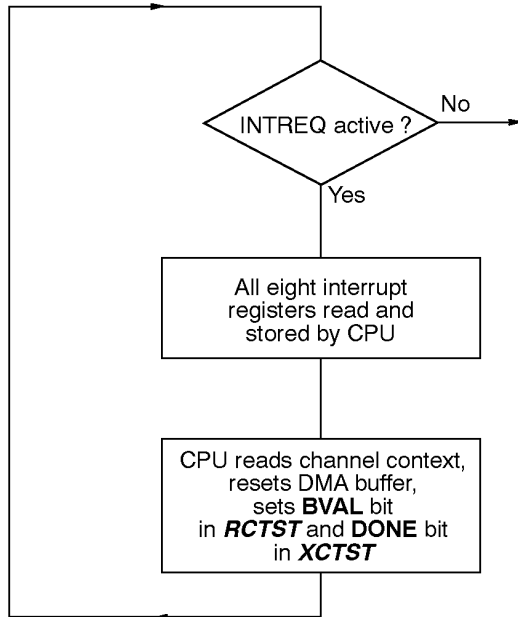 INTREQ active ?
No
Yes
All eight interrupt
registers read and
stored by CPU
CPU reads channel context,
resets DMA buffer,
sets BVAL bit
in RCTST and DONE bit
in XCTST